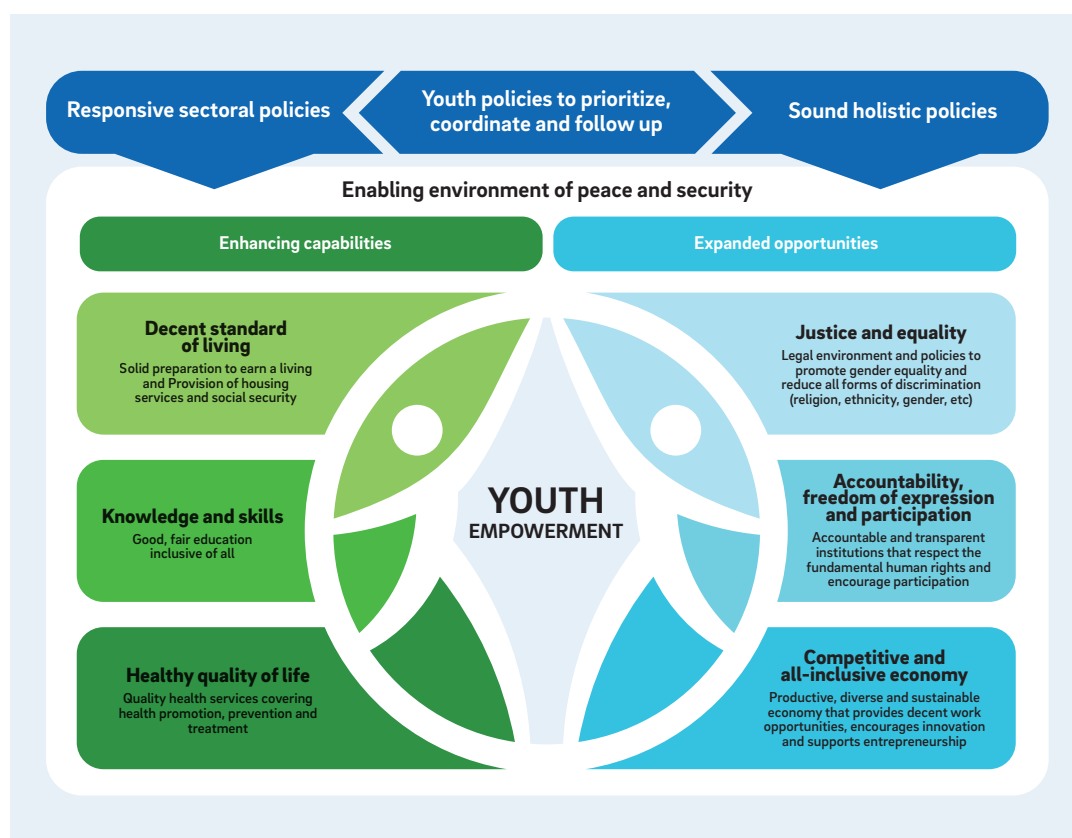 Responsive sectoral policies
Youth policies to prioritize,
coordinate and follow up
Sound holistic policies
Enabling environment of peace and security
Enhancing capabilities
Expanded opportunities
Decent standard
of living
Solid preparation to earn a living
and Provision of housing
services and social security
Justice and equality
Legal environment and policies to
promote gender equality and
reduce all forms of discrimination
(religion, ethnicity, gender, etc)
YOUTH
EMPOWERMENT
Knowledge and skills
Good, fair education
inclusive of all
Accountability,
freedom of expression
and participation
Accountable and transparent
institutions that respect the
fundamental human rights and
encourage participation
Healthy quality of life
Quality health services covering
health promotion, prevention and
treatment
Competitive and
all-inclusive economy
Productive, diverse and sustainable
economy that provides decent work
opportunities, encourages innovation
and supports entrepreneurship